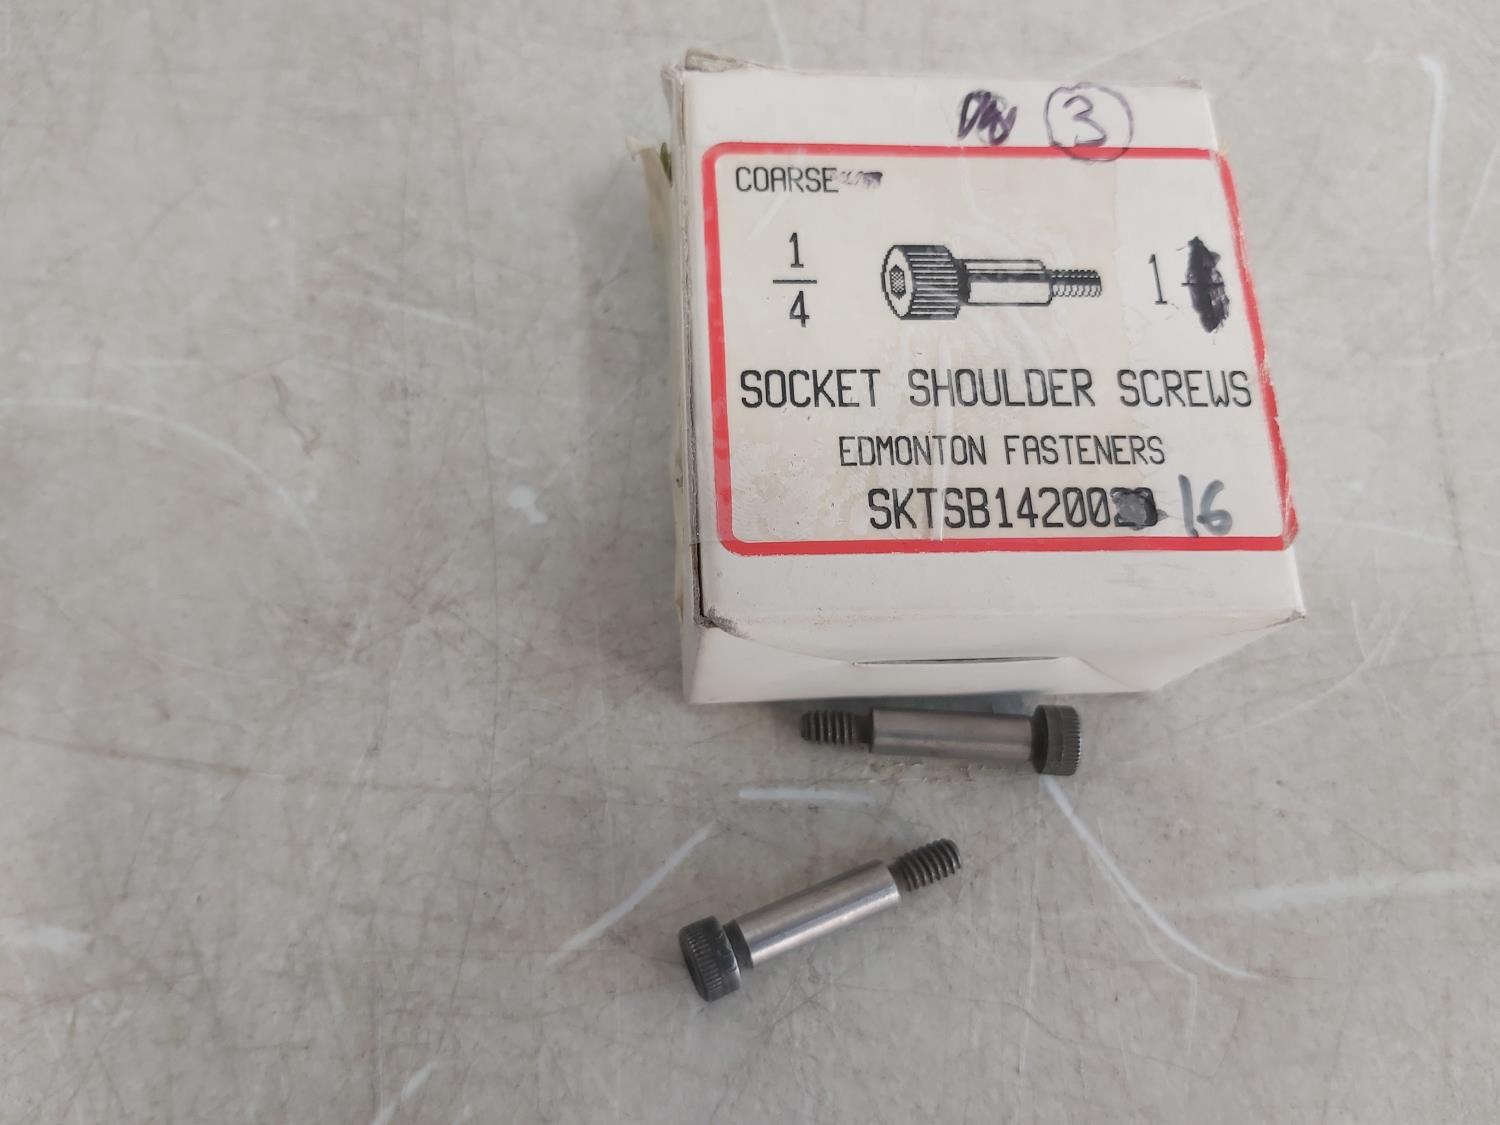 3
COARSE
1/4 1
SOCKET SHOULDER SCREWS
EDMONTON FASTENERS
SKTSB14200 16